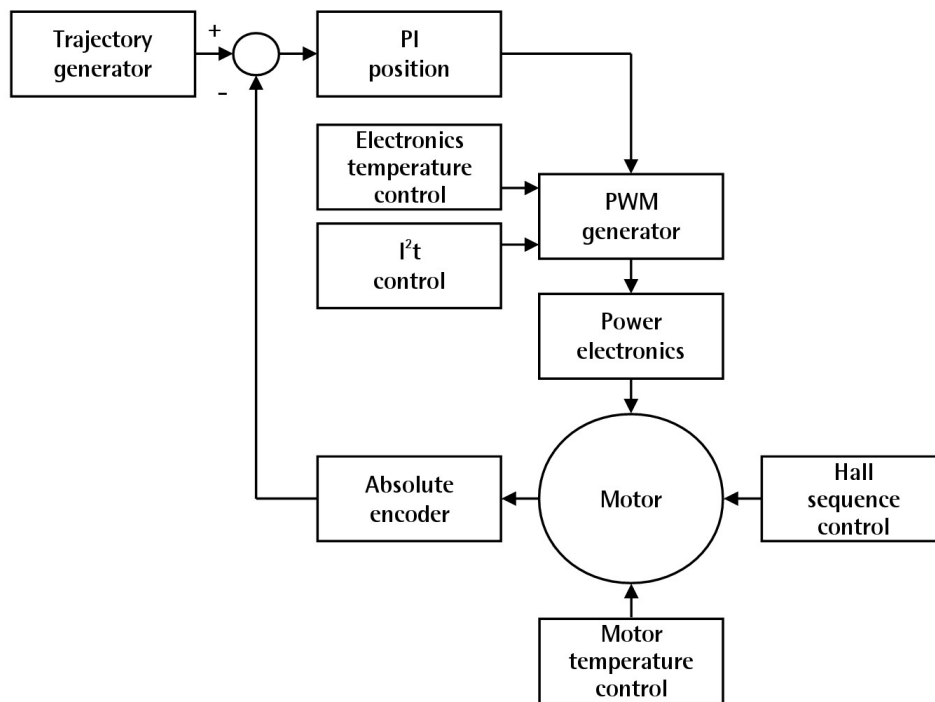 Trajectory
generator
+
-
PI
position
Electronics
temperature
control
I²t
control
PWM
generator
Power
electronics
Absolute
encoder
Motor
Hall
sequence
control
Motor
temperature
control